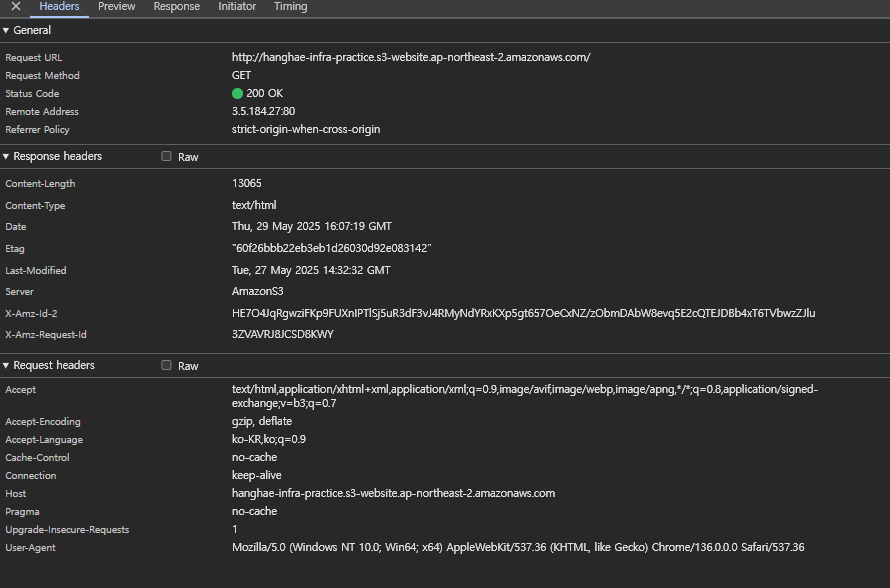 Headers Preview Response Initiator Timing
General
Request URL http://hanghae-infra-practice.s3-website.ap-northeast-2.amazonaws.com/
Request Method GET
Status Code 200 OK
Remote Address 3.5.184.27:80
Referrer Policy strict-origin-when-cross-origin
Response headers Raw
Content-Length 13065
Content-Type text/html
Date Thu, 29 May 2025 16:07:19 GMT
Etag "60f26bbb22eb3eb1d26030d92e083142"
Last-Modified Tue, 27 May 2025 14:32:32 GMT
Server AmazonS3
X-Amz-Id-2 HE7O4JqRgwziFKp9FUXnIPTlSj5uR3dF3vJ4RMyNdYRxKXp5gt657OeCxNZ/zObmDAbW8evq5E2cQTEJDBb4xT6TVbwzZJlu
X-Amz-Request-Id 3ZVAVRJ8JCSD8KWY
Request headers Raw
Accept text/html,application/xhtml+xml,application/xml;q=0.9,image/avif,image/webp,image/apng,*/*;q=0.8,application/signed-
exchange;v=b3;q=0.7
Accept-Encoding gzip, deflate
Accept-Language ko-KR,ko;q=0.9
Cache-Control no-cache
Connection keep-alive
Host hanghae-infra-practice.s3-website.ap-northeast-2.amazonaws.com
Pragma no-cache
Upgrade-Insecure-Requests 1
User-Agent Mozilla/5.0 (Windows NT 10.0; Win64; x64) AppleWebKit/537.36 (KHTML, like Gecko) Chrome/136.0.0.0 Safari/537.36